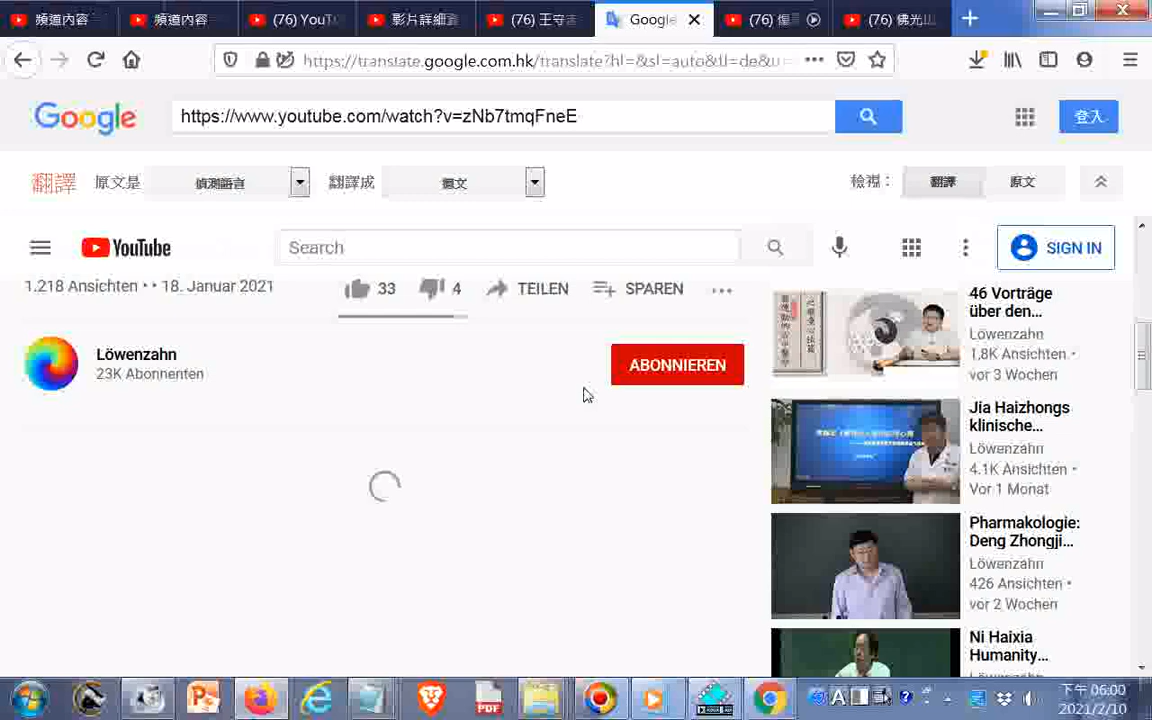 頻道內容
頻道內容
(76) YouT
影片詳細
(76) 王守
Google
(76)
(76) 佛光山
https://translate.google.com.hk/translate?hl=&sl=auto&tl=de&u=
Google
https://www.youtube.com/watch?v=zNb7tmqFneE
登入
翻譯
原文是
偵測語言
翻譯成
德文
檢視：
翻譯
原文
YouTube
Search
SIGN IN
1.218 Ansichten • • 18. Januar 2021
33
4
TEILEN
SPAREN
Löwenzahn
23K Abonnenten
ABONNIEREN
46 Vorträge
über den...
Löwenzahn
1,8K Ansichten •
vor 3 Wochen
Jia Haizhongs
klinische...
Löwenzahn
4.1K Ansichten •
Vor 1 Monat
Pharmakologie:
Deng Zhongji...
Löwenzahn
426 Ansichten •
vor 2 Wochen
Ni Haixia
Humanity...
PDF
A
下午 06:00
2021/2/10